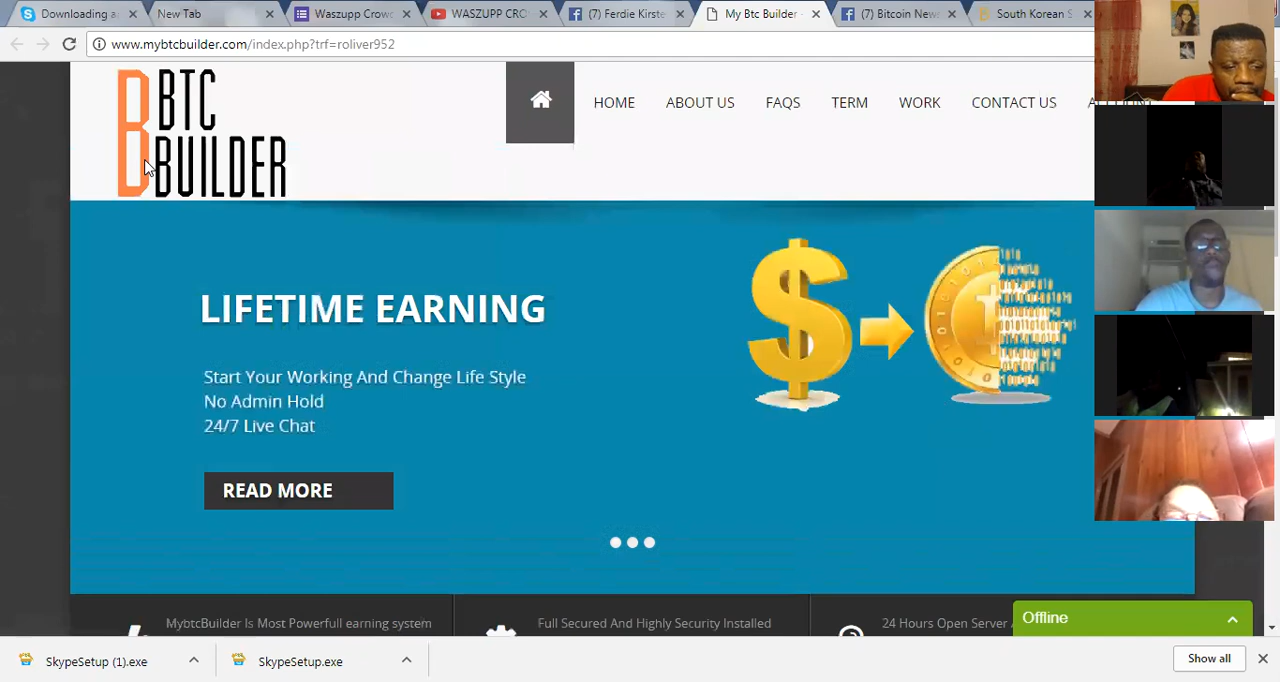 Downloading a
New Tab
Waszupp Crowd
WASZUPP CRO
(7) Ferdie Kirste
My Btc Builder -
(7) Bitcoin News
South Korean S
www.mybtcbuilder.com/index.php?trf=roliver952
BTC
BUILDER
HOME
ABOUT US
FAQS
TERM
WORK
CONTACT US
LIFETIME EARNING
Start Your Working And Change Life Style
No Admin Hold
24/7 Live Chat
READ MORE
MybtcBuilder Is Most Powerfull earning system
Full Secured And Highly Security Installed
24 Hours Open Server
Offline
SkypeSetup (1).exe
SkypeSetup.exe
Show all